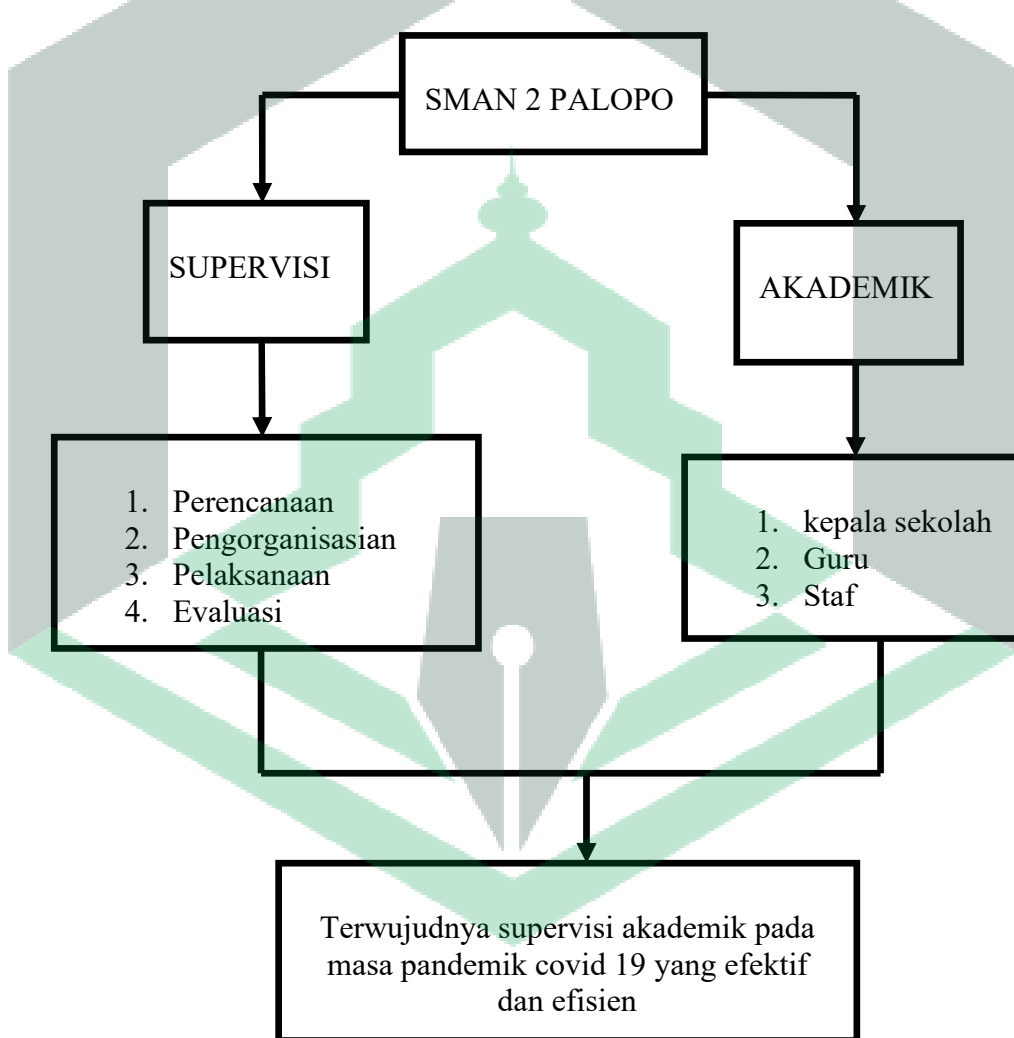 SMAN 2 PALOPO
SUPERVISI
AKADEMIK
1. Perencanaan
2. Pengorganisasian
3. Pelaksanaan
4. Evaluasi
1. kepala sekolah
2. Guru
3. Staf
Terwujudnya supervisi akademik pada
masa pandemik covid 19 yang efektif
dan efisien